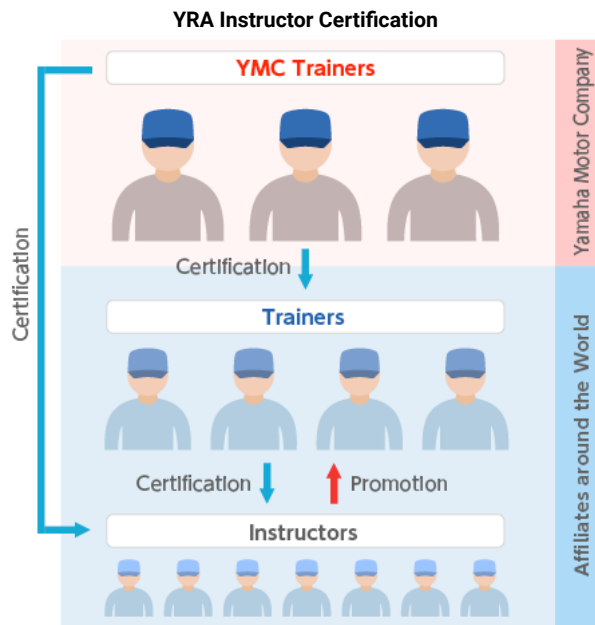 YRA Instructor Certification
YMC Trainers
Yamaha Motor Company
Certification
Certification
Trainers
Affiliates around the World
Certification
Promotion
Instructors